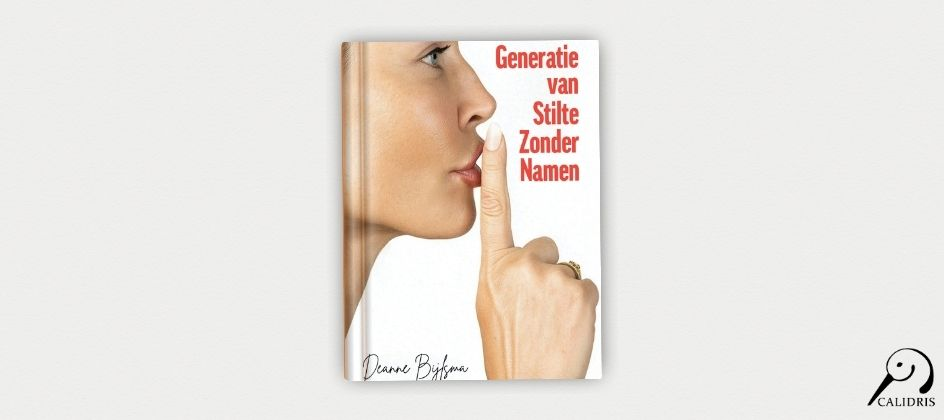 Generatie
van
Stilte
Zonder
Namen
Deanne Bijlsma
CALIDRIS